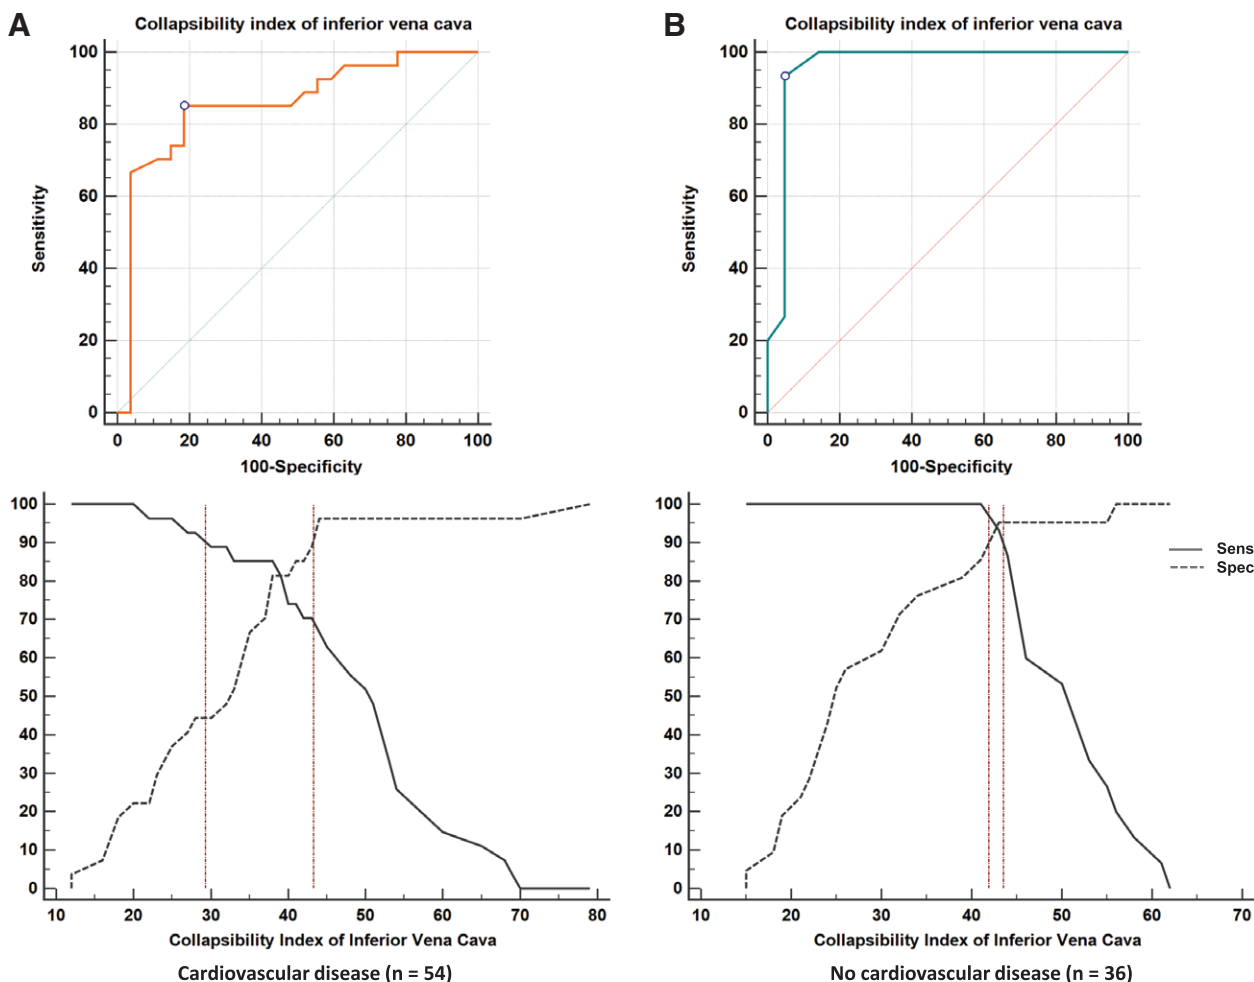 A
Collapsibility index of inferior vena cava
100
80
60
40
20
0
Sensitivity
0 20 40 60 80 100
100-Specificity
B
Collapsibility index of inferior vena cava
100
80
60
40
20
0
Sensitivity
0 20 40 60 80 100
100-Specificity
100
90
80
70
60
50
40
30
20
10
0
10 20 30 40 50 60 70 80
Collapsibility Index of Inferior Vena Cava
Cardiovascular disease (n = 54)
100
90
80
70
60
50
40
30
20
10
0
10 20 30 40 50 60 70
Collapsibility Index of Inferior Vena Cava
No cardiovascular disease (n = 36)
Sens
Spec